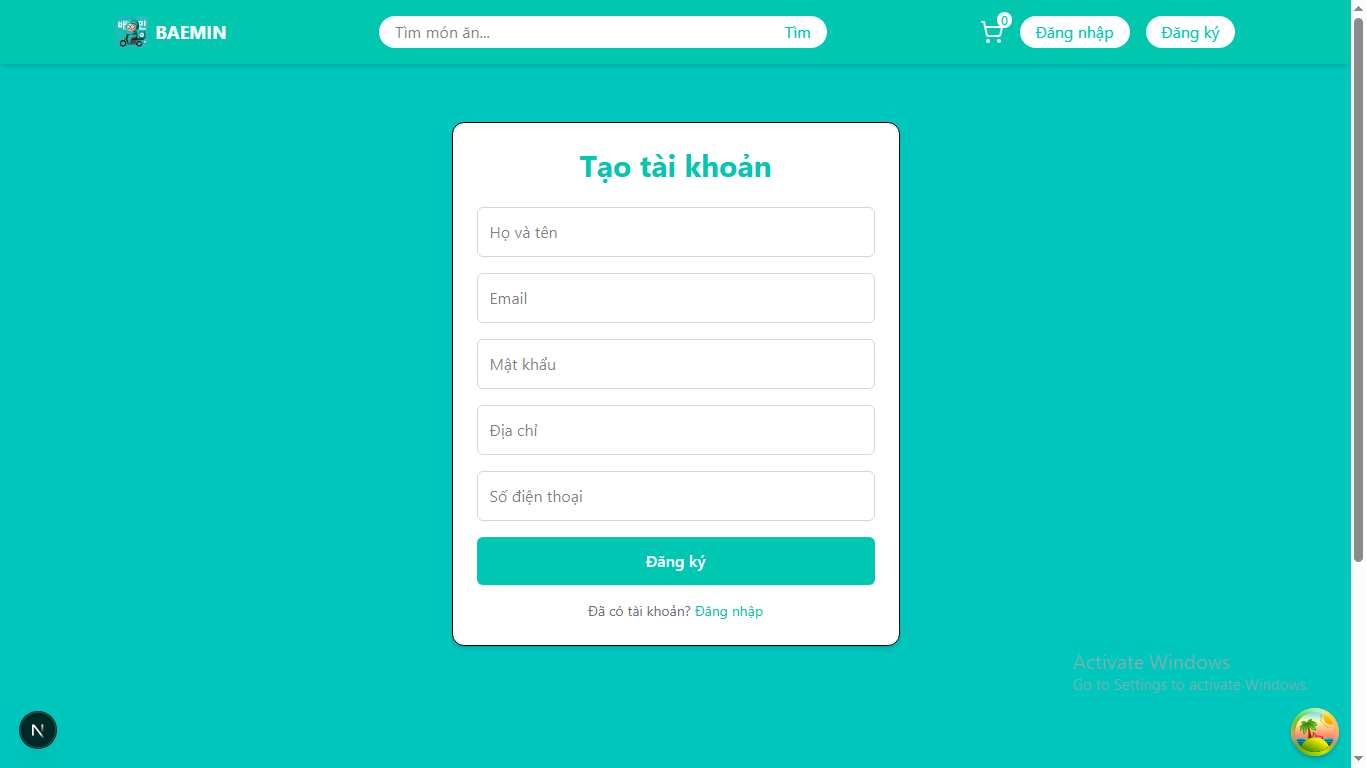 배
민
BAEMIN
Tìm món ăn...
Tìm
0
Đăng nhập
Đăng ký
Tạo tài khoản
Họ và tên
Email
Mật khẩu
Địa chỉ
Số điện thoại
Đăng ký
Đã có tài khoản? Đăng nhập
Activate Windows
Go to Settings to activate Windows.
N